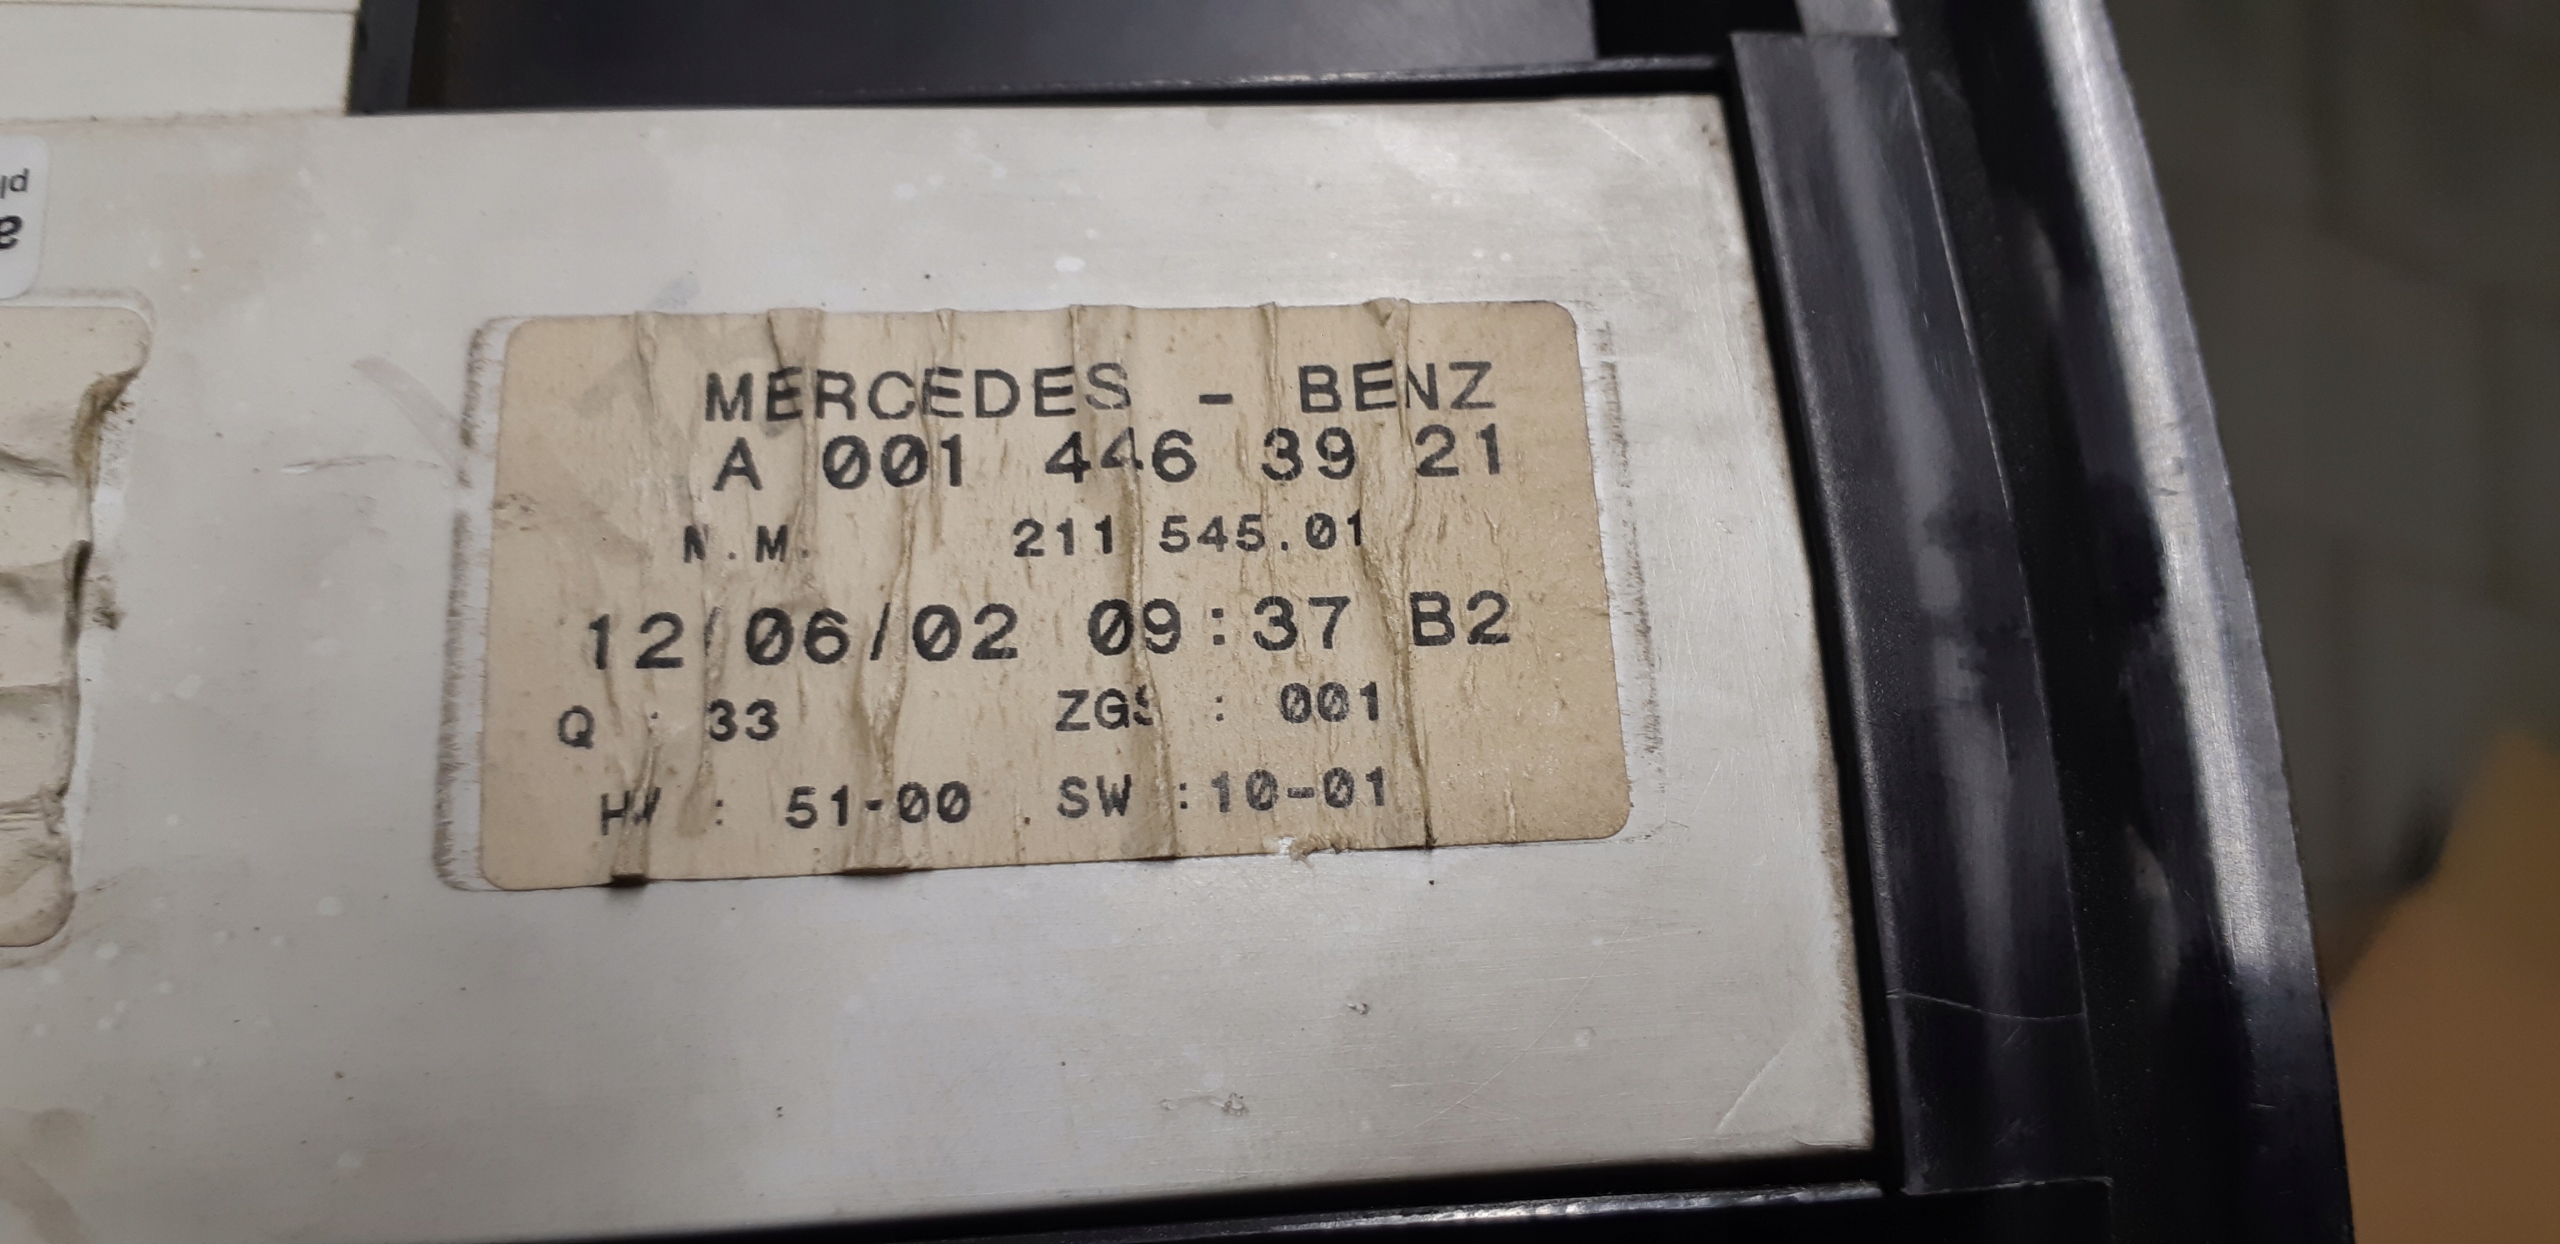 MERCEDES - BENZ
A 001 446 39 21
N.M. 211 545.01
12/06/02 09:37 B2
Q : 33 ZGS : 001
HW : 51-00 . SW :10-01